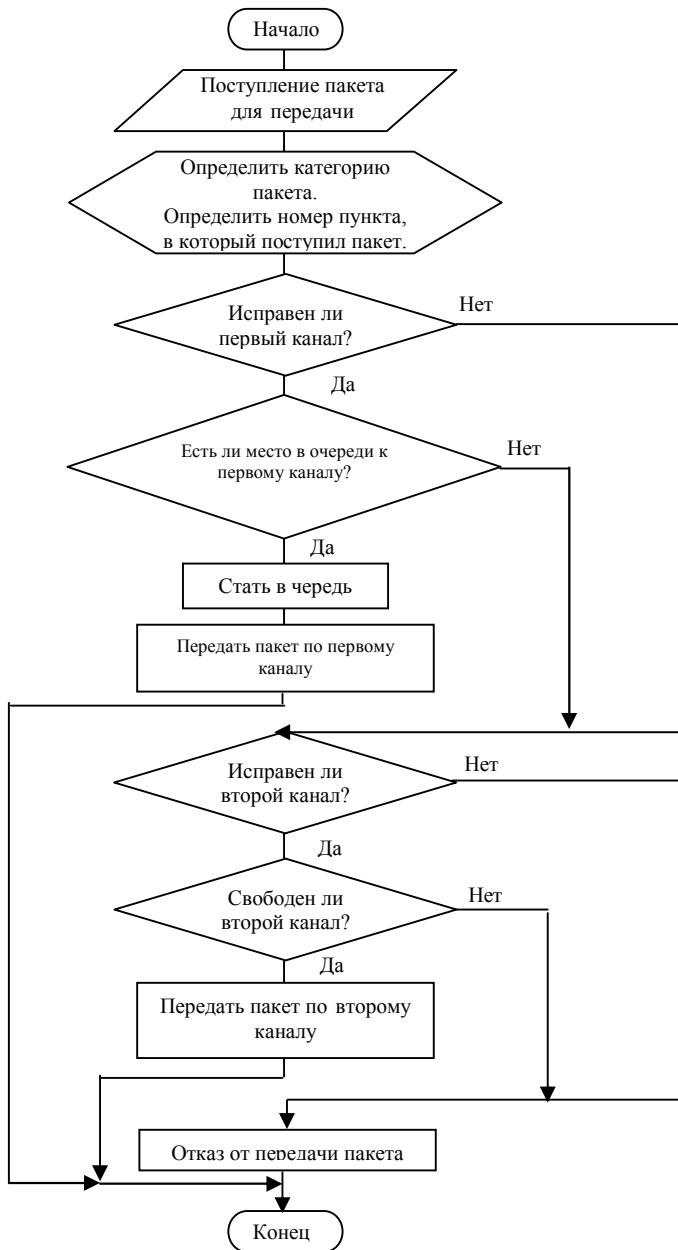 Начало
Поступление пакета
для передачи
Определить категорию
пакета.
Определить номер пункта,
в который поступил пакет.
Исправен ли
первый канал?
Нет
Да
Есть ли место в очереди к
первому каналу?
Нет
Да
Стать в чередь
Передать пакет по первому
каналу
Исправен ли
второй канал?
Нет
Да
Свободен ли
второй канал?
Нет
Да
Передать пакет по второму
каналу
Отказ от передачи пакета
Конец